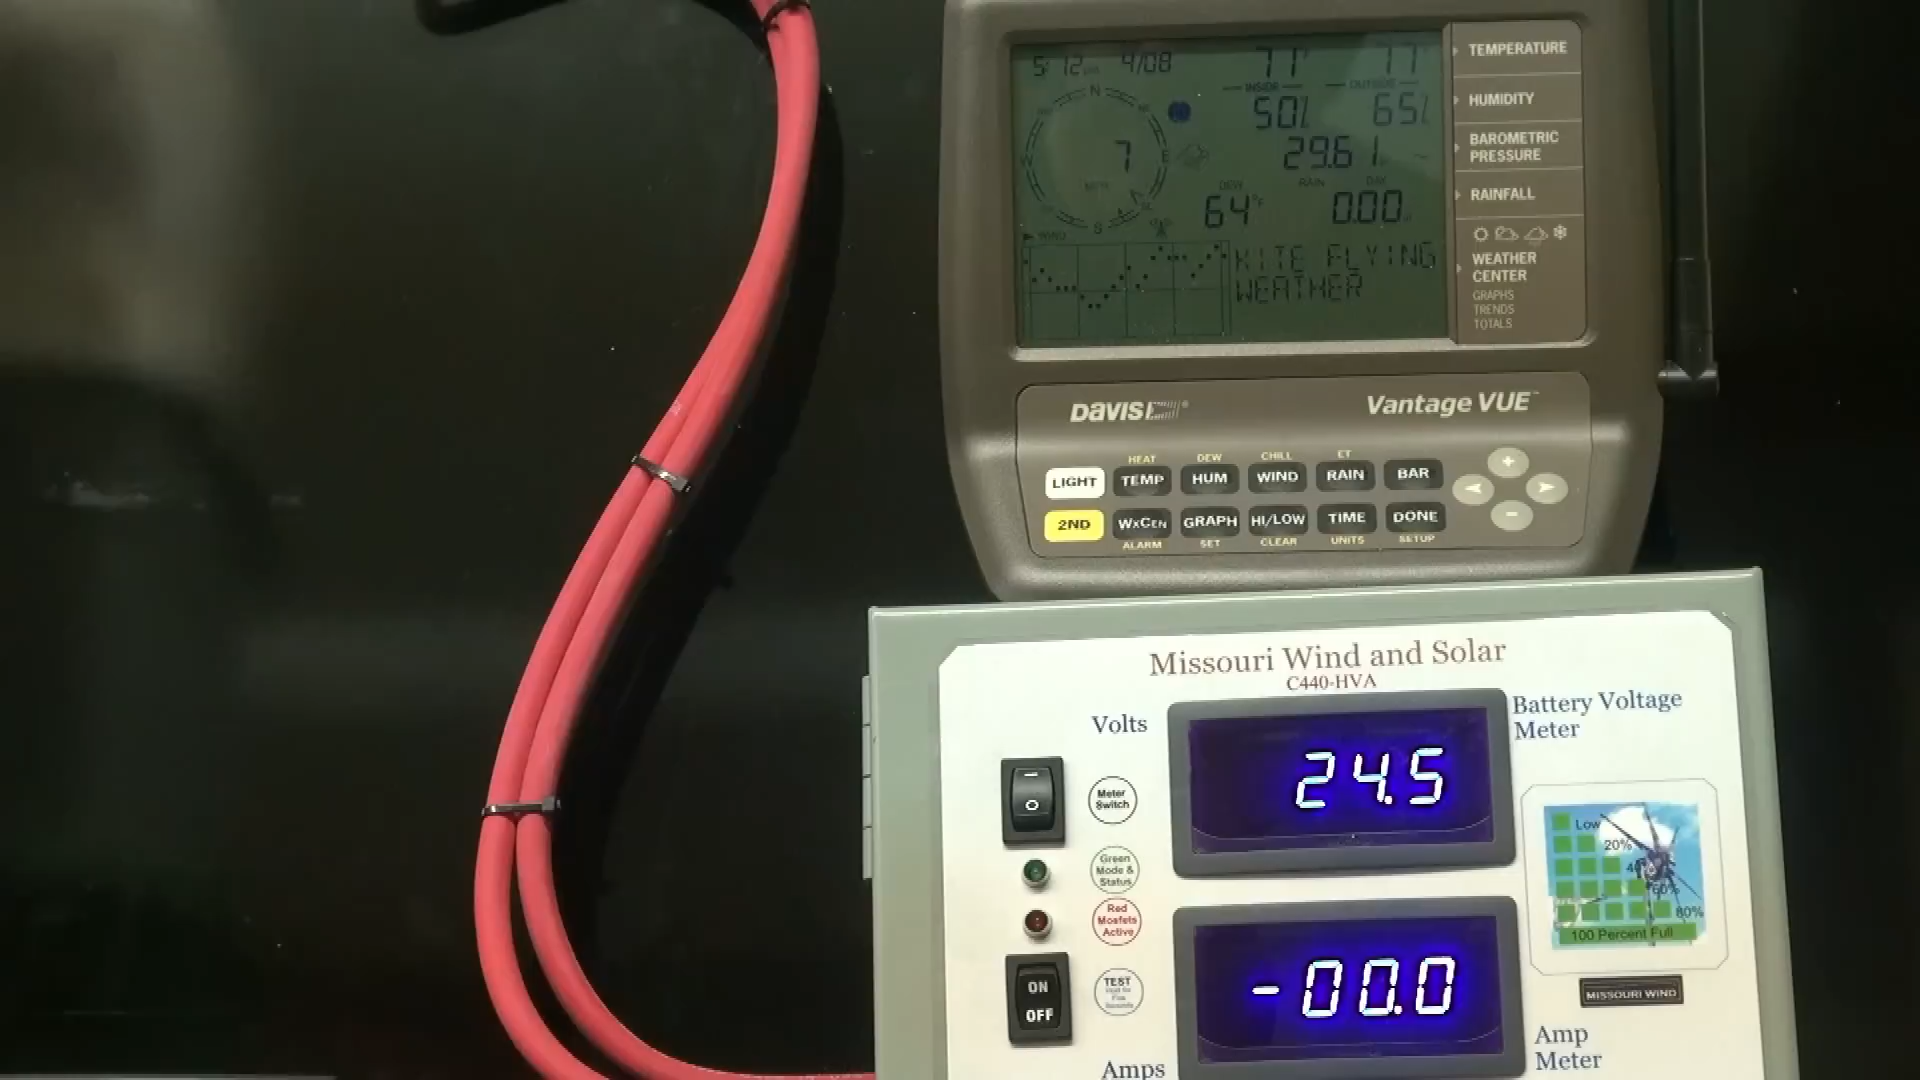 5:12 4/08 71 77
INSIDE OUTSIDE
TEMPERATURE
N
50% 65%
HUMIDITY
7
E
W
29.61
BAROMETRIC
PRESSURE
MPH
DEW RAIN DAY
64°F 0.00
RAINFALL
S
WIND
KITE FLYING
WEATHER
WEATHER
CENTER
GRAPHS
TRENDS
TOTALS
DAVIS ®
Vantage VUE™
HEAT DEW CHILL ET
LIGHT TEMP HUM WIND RAIN BAR
+
2ND WxCEN GRAPH HI/LOW TIME DONE
-
ALARM SET CLEAR UNITS SETUP
Missouri Wind and Solar
C440-HVA
Volts
Battery Voltage
Meter
24.5
Meter
Switch
Green
Mode &
Status
Red
Mosfets
Active
Low
20%
60%
80%
100 Percent Full
MISSOURI WIND
ON
OFF
TEST
-00.0
Amps
Amp
Meter